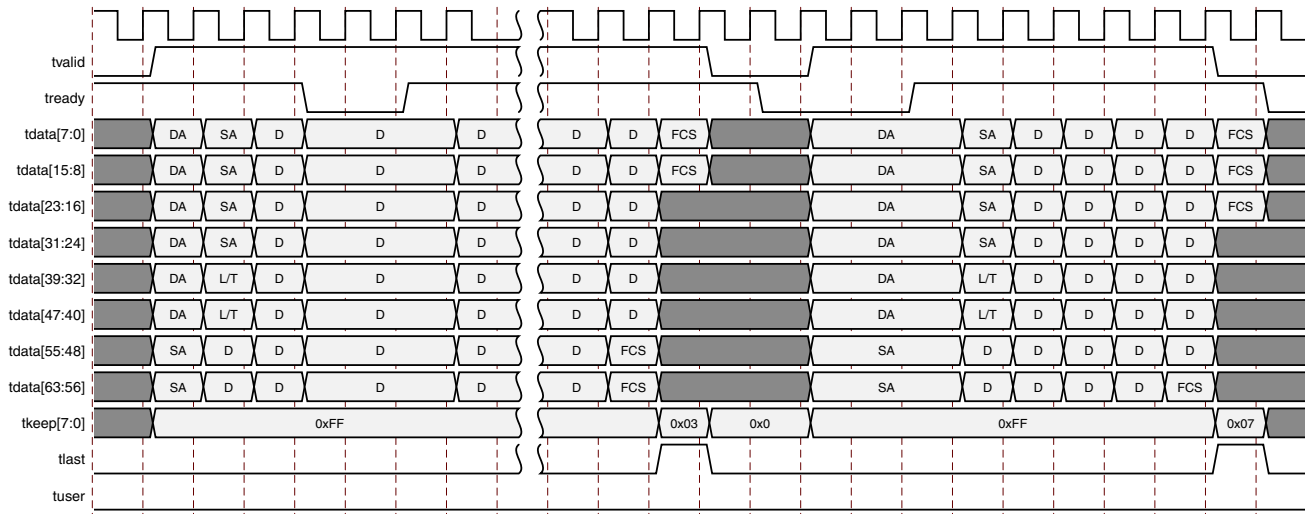 tvalid
tready
tdata[7:0] DA SA D D D D D FCS DA SA D D D D FCS
tdata[15:8] DA SA D D D D D FCS DA SA D D D D FCS
tdata[23:16] DA SA D D D D D DA SA D D D D FCS
tdata[31:24] DA SA D D D D D DA SA D D D D
tdata[39:32] DA L/T D D D D D DA L/T D D D D
tdata[47:40] DA L/T D D D D D DA L/T D D D D
tdata[55:48] SA D D D D D FCS SA D D D D D
tdata[63:56] SA D D D D D FCS SA D D D D FCS
tkeep[7:0] 0xFF 0x03 0x0 0xFF 0x07
tlast
tuser